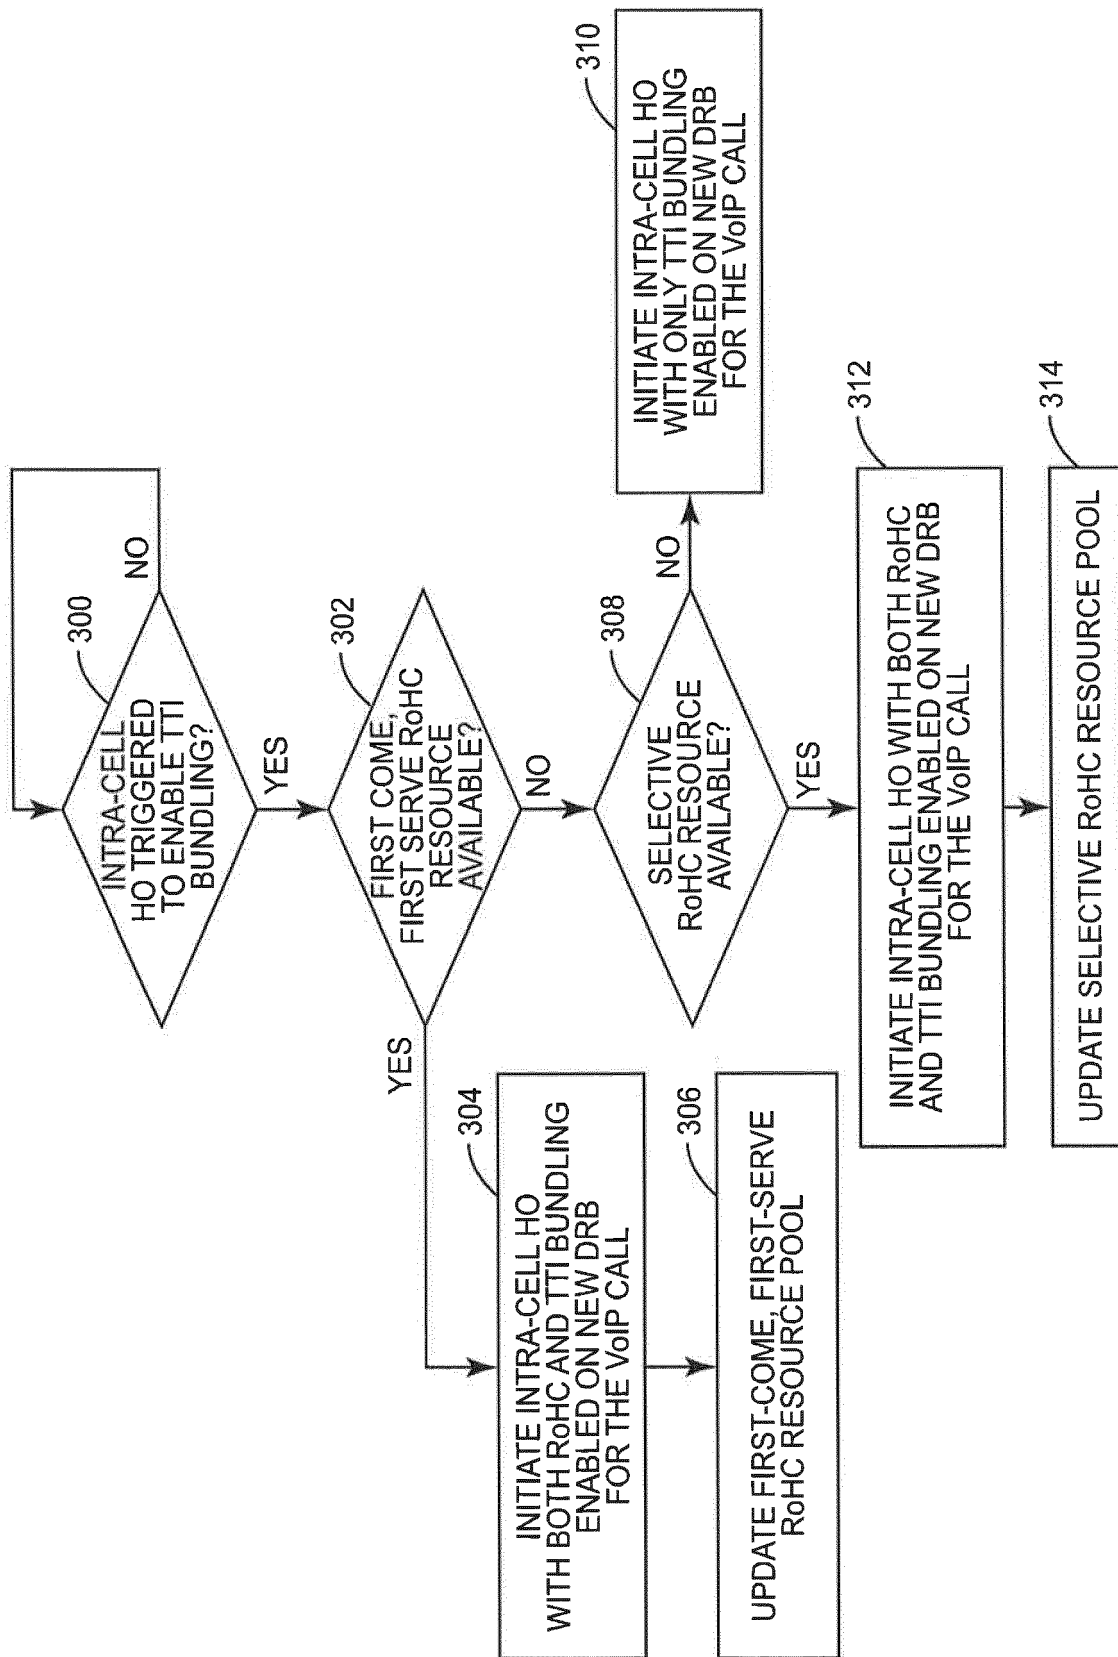 300
INTRA-CELL
HO TRIGGERED
TO ENABLE TTI
BUNDLING?
NO
YES
302
FIRST COME,
FIRST SERVE RoHC
RESOURCE
AVAILABLE?
YES
NO
304
INITIATE INTRA-CELL HO
WITH BOTH RoHC AND TTI BUNDLING
ENABLED ON NEW DRB
FOR THE VoIP CALL
306
UPDATE FIRST-COME, FIRST-SERVE
RoHC RESOURCE POOL
308
SELECTIVE
RoHC RESOURCE
AVAILABLE?
NO
YES
310
INITIATE INTRA-CELL HO
WITH ONLY TTI BUNDLING
ENABLED ON NEW DRB
FOR THE VoIP CALL
312
INITIATE INTRA-CELL HO WITH BOTH RoHC
AND TTI BUNDLING ENABLED ON NEW DRB
FOR THE VoIP CALL
314
UPDATE SELECTIVE RoHC RESOURCE POOL